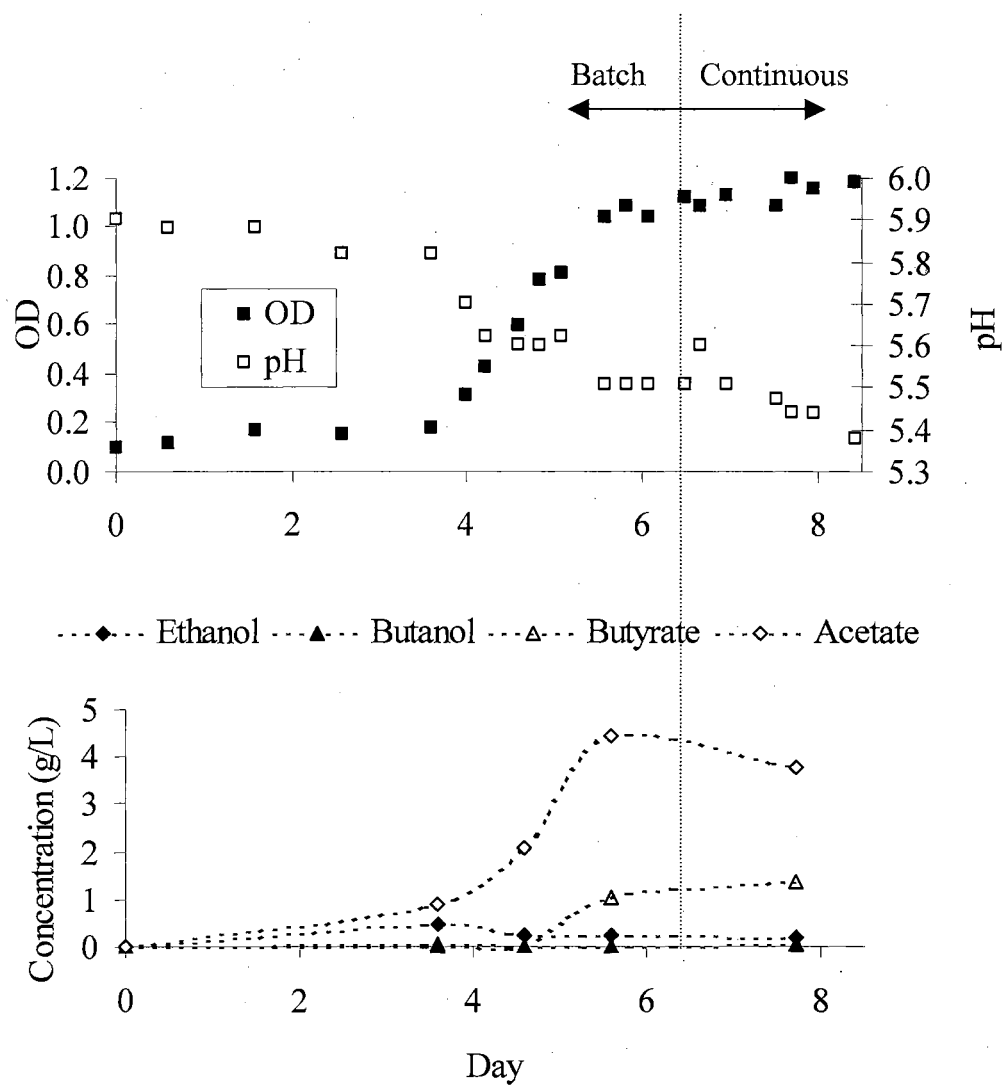 Batch Continuous
OD
1.2
1.0
0.8
0.6
0.4
0.2
0.0
OD
pH
6.0
5.9
5.8
5.7
5.6
5.5
5.4
5.3
pH
0 2 4 6 8
Ethanol Butanol Butyrate Acetate
Concentration (g/L)
5
4
3
2
1
0
0 2 4 6 8
Day